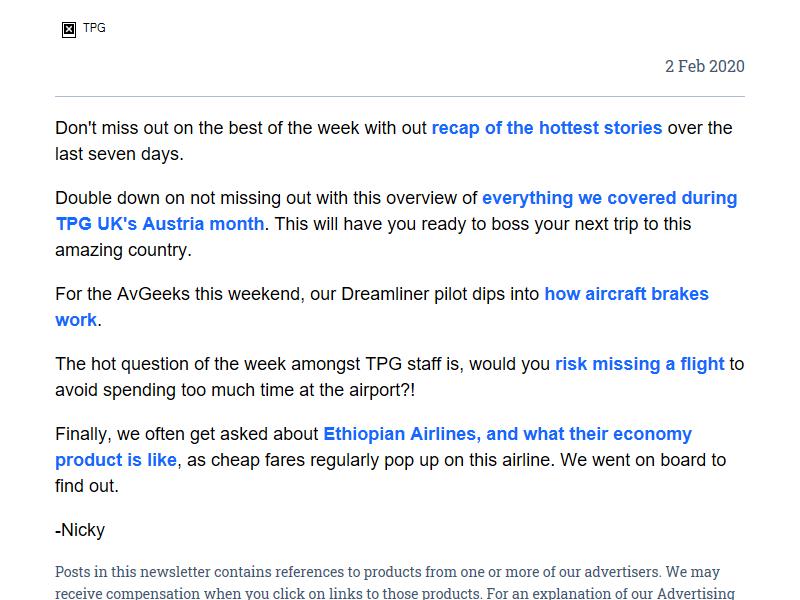 TPG
2 Feb 2020
Don't miss out on the best of the week with out recap of the hottest stories over the
last seven days.
Double down on not missing out with this overview of everything we covered during
TPG UK's Austria month. This will have you ready to boss your next trip to this
amazing country.
For the AvGeeks this weekend, our Dreamliner pilot dips into how aircraft brakes
work.
The hot question of the week amongst TPG staff is, would you risk missing a flight to
avoid spending too much time at the airport?!
Finally, we often get asked about Ethiopian Airlines, and what their economy
product is like, as cheap fares regularly pop up on this airline. We went on board to
find out.
-Nicky
Posts in this newsletter contains references to products from one or more of our advertisers. We may
receive compensation when you click on links to those products. For an explanation of our Advertising